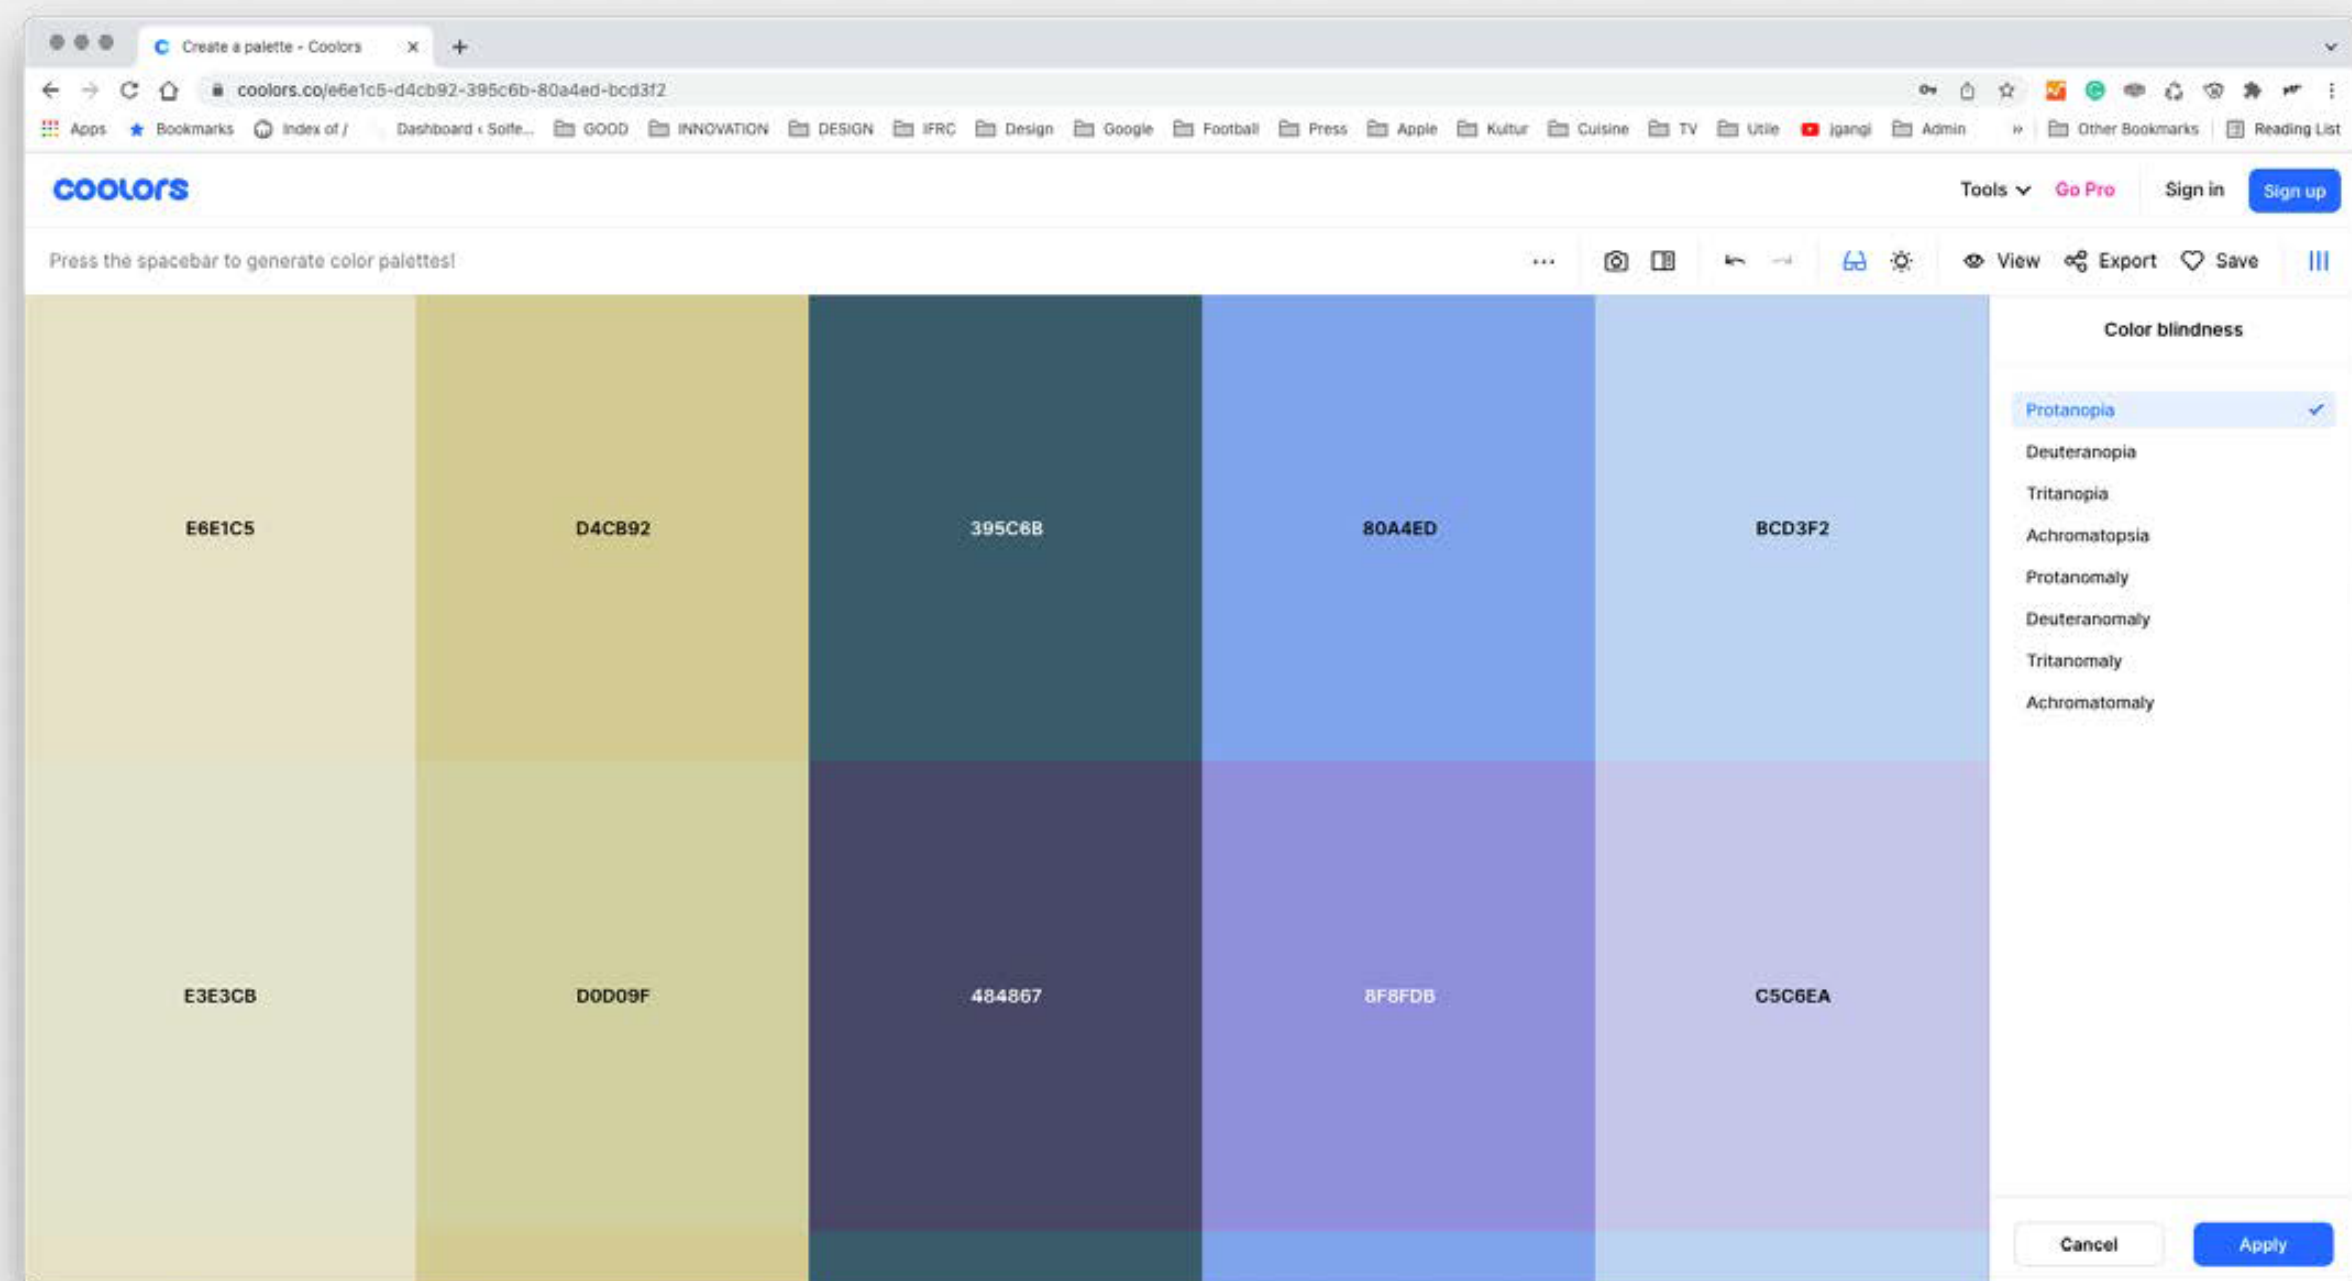 Create a palette - Coolors
coolors.co/e6e1c5-d4cb92-395c6b-80a4ed-bcd3f2
Apps Bookmarks Index of / Dashboard ‹ Solfe... GOOD INNOVATION DESIGN IFRC Design Google Football Press Apple Kultur Cuisine TV Utile jgangi Admin » Other Bookmarks Reading List
coolors Tools Go Pro Sign in Sign up
Press the spacebar to generate color palettes! ... View Export Save
Color blindness
Protanopia
Deuteranopia
Tritanopia
Achromatopsia
Protanomaly
Deuteranomaly
Tritanomaly
Achromatomaly
E6E1C5 D4CB92 395C6B 80A4ED BCD3F2
E3E3CB D0D09F 484867 8F8FDB C5C6EA
Cancel Apply